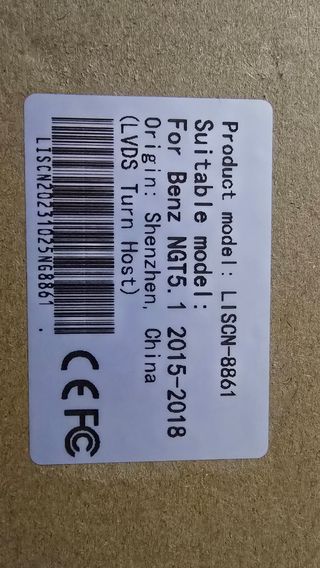 Product model: LISCN-8861
Suitable model:
For Benz NGT5.1 2015-2018
Origin: Shenzhen, China
(LVDS Turn Host)
LISCN20231025NG8861.
CE FC